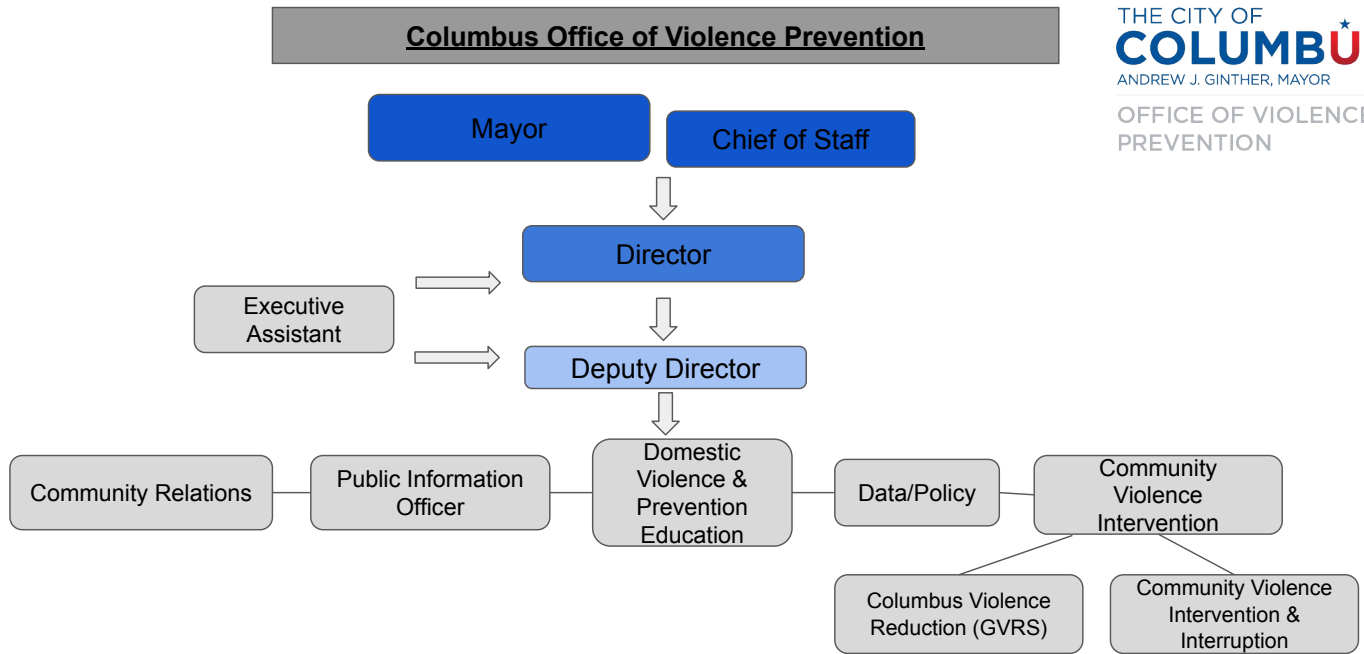 Columbus Office of Violence Prevention
THE CITY OF
COLUMBU
ANDREW J. GINTHER, MAYOR
OFFICE OF VIOLENCE
PREVENTION
Mayor
Chief of Staff
Director
Executive
Assistant
Deputy Director
Community Relations
Public Information
Officer
Domestic
Violence &
Prevention
Education
Data/Policy
Community
Violence
Intervention
Columbus Violence
Reduction (GVRS)
Community Violence
Intervention &
Interruption